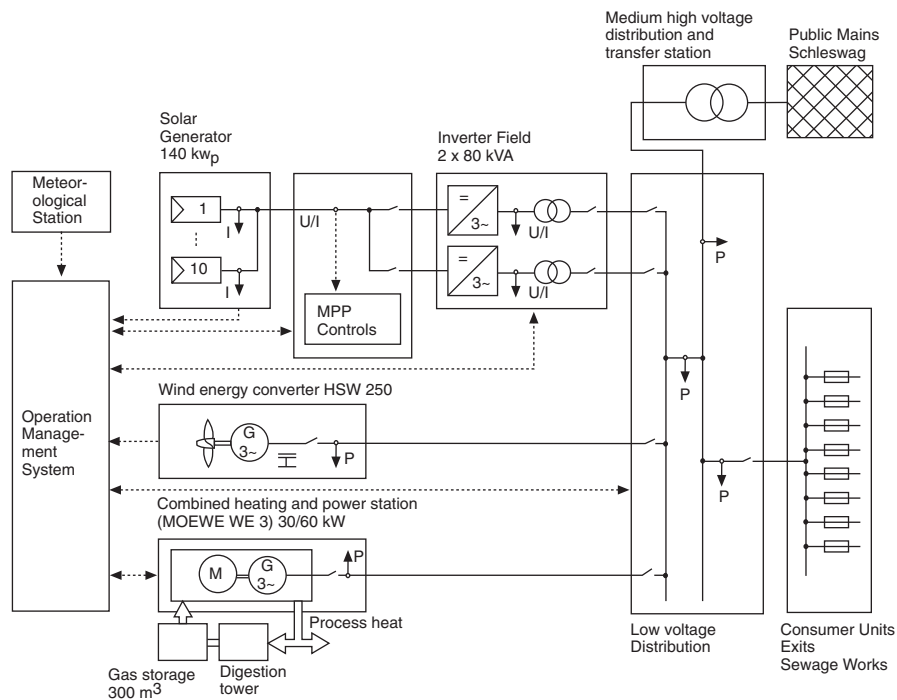 Medium high voltage
distribution and
transfer station
Public Mains
Schleswag
Solar
Generator
140 kwp
Inverter Field
2 x 80 kVA
Meteor-
ological
Station
1
I
10
I
U/I
MPP
Controls
=
3~
U/I
=
3~
U/I
P
P
P
Operation
Manage-
ment
System
Wind energy converter HSW 250
G
3~
P
Combined heating and power station
(MOEWE WE 3) 30/60 kW
M
G
3~
P
Process heat
Gas storage
300 m3
Digestion
tower
Low voltage
Distribution
Consumer Units
Exits
Sewage Works